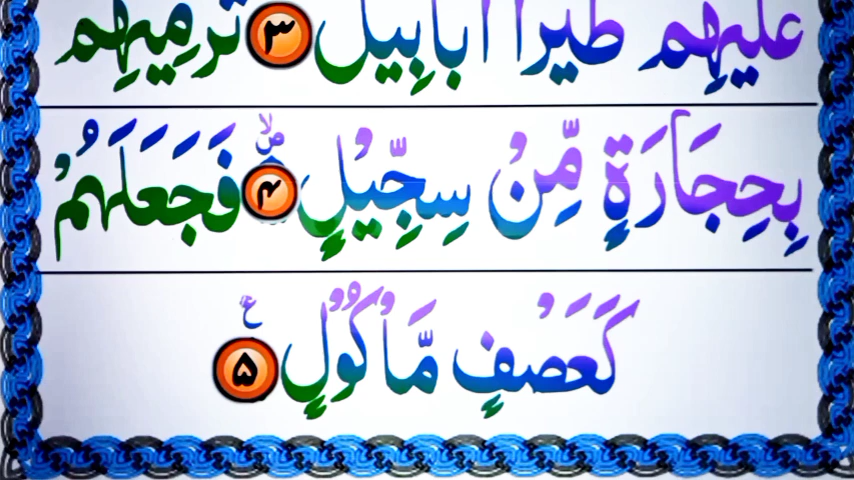 عَلَيْهِمْ طَيْرًا أَبَابِيْلَ ۳ تَرْمِيْهِمْ
بِحِجَارَةٍ مِّنْ سِجِّيْلٍ ۴ فَجَعَلَهُمْ
كَعَصْفٍ مَّاْكُوْلٍ ۵ ع